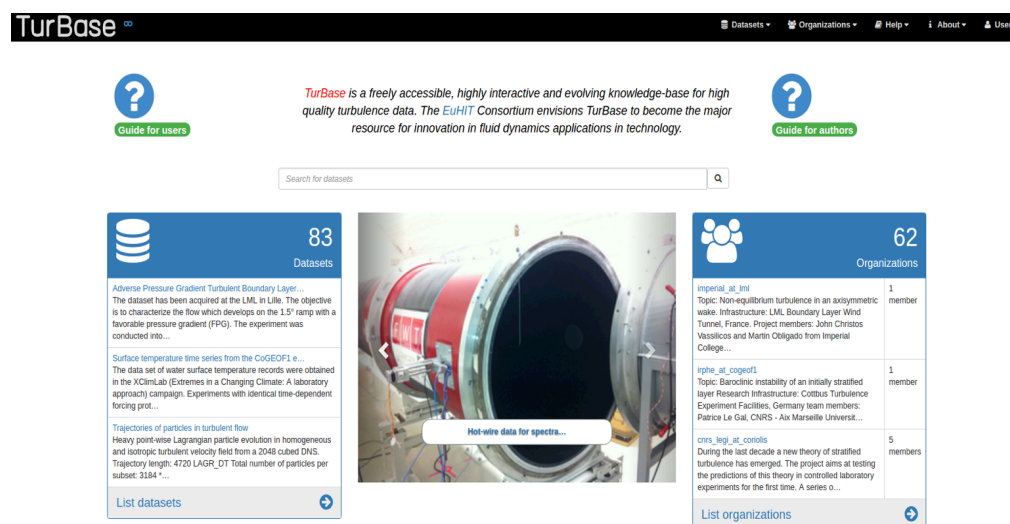 TurBase ∞
Datasets Organizations Help About User
TurBase is a freely accessible, highly interactive and evolving knowledge-base for high
quality turbulence data. The EuHIT Consortium envisions TurBase to become the major
resource for innovation in fluid dynamics applications in technology.
Guide for users
Guide for authors
Search for datasets
83
Datasets
Adverse Pressure Gradient Turbulent Boundary Layer…
The dataset has been acquired at the LML in Lille. The objective
is to characterize the flow which develops on the 1.5° ramp with a
favorable pressure gradient (FPG). The experiment was
conducted into…
Surface temperature time series from the CoGEOF1 e…
The data set of water surface temperature records were obtained
in the XClimLab (Extremes in a Changing Climate: A laboratory
approach) campaign. Experiments with identical time-dependent
forcing prot…
Trajectories of particles in turbulent flow
Heavy point-wise Lagrangian particle evolution in homogeneous
and isotropic turbulent velocity field from a 2048 cubed DNS.
Trajectory length: 4720 LAGR_DT Total number of particles per
subset: 3184 *…
List datasets
Hot-wire data for spectra…
62
Organizations
imperial_at_lml
1
member
Topic: Non-equilibrium turbulence in an axisymmetric
wake. Infrastructure: LML Boundary Layer Wind
Tunnel, France. Project members: John Christos
Vassilicos and Martin Obligado from Imperial
College…
irphe_at_cogeof1
1
member
Topic: Baroclinic instability of an initially stratified
layer Research Infrastructure: Cottbus Turbulence
Experiment Facilities, Germany team members:
Patrice Le Gal, CNRS - Aix Marseille Universit…
cnrs_legi_at_coriolis
5
members
During the last decade a new theory of stratified
turbulence has emerged. The project aims at testing
the predictions of this theory in controlled laboratory
experiments for the first time. A series o…
List organizations